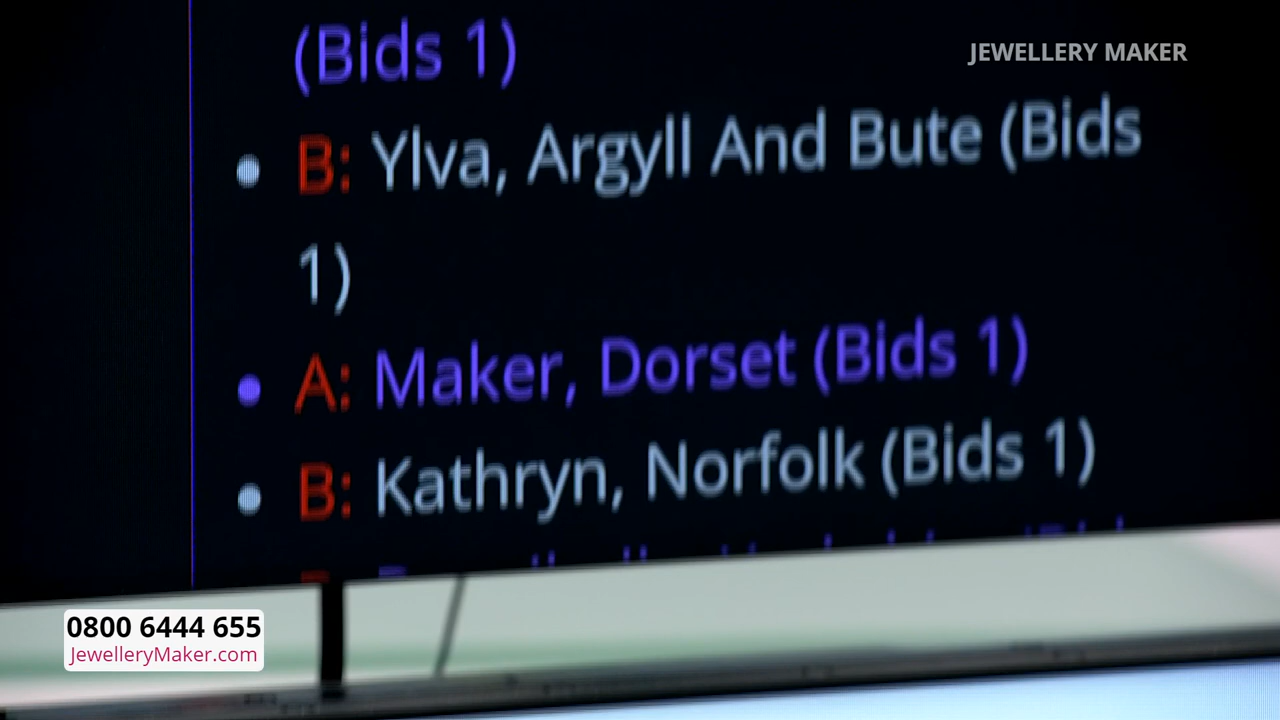 (Bids 1)
JEWELLERY MAKER
B: Ylva, Argyll And Bute (Bids
1)
A: Maker, Dorset (Bids 1)
B: Kathryn, Norfolk (Bids 1)
0800 6444 655
JewelleryMaker.com